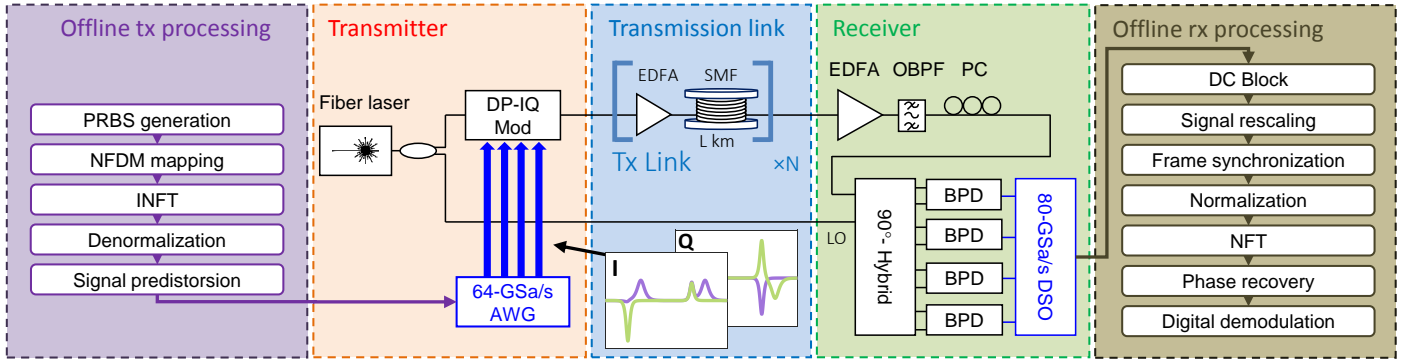 Offline tx processing
PRBS generation
NFDM mapping
INFT
Denormalization
Signal predistorsion
Transmitter
Fiber laser
DP-IQ
Mod
64-GSa/s
AWG
Transmission link
EDFA
SMF
L km
Tx Link
×N
I
Q
Receiver
EDFA
OBPF
PC
LO
90°- Hybrid
BPD
BPD
BPD
BPD
80-GSa/s DSO
Offline rx processing
DC Block
Signal rescaling
Frame synchronization
Normalization
NFT
Phase recovery
Digital demodulation